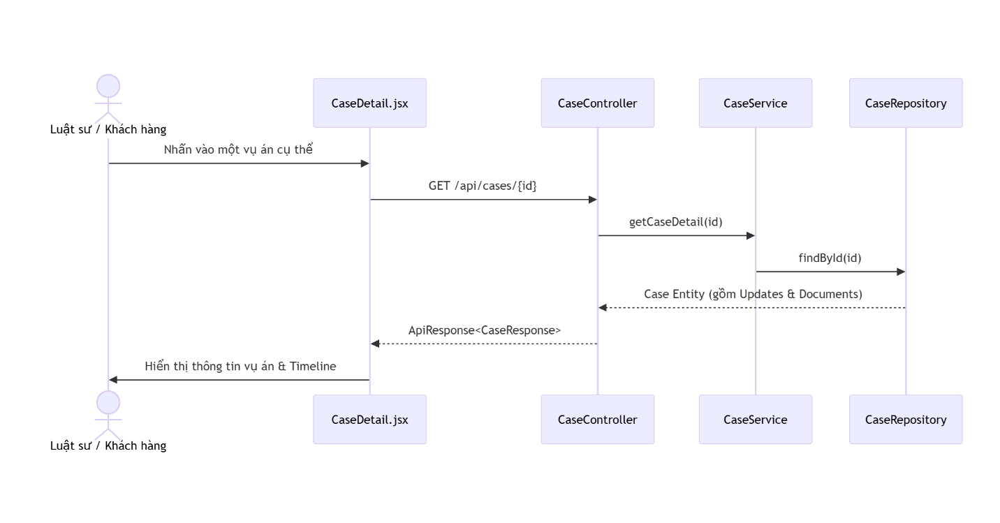 Luật sư / Khách hàng
CaseDetail.jsx
CaseController
CaseService
CaseRepository
Nhấn vào một vụ án cụ thể
GET /api/cases/{id}
getCaseDetail(id)
findById(id)
Case Entity (gồm Updates & Documents)
ApiResponse<CaseResponse>
Hiển thị thông tin vụ án & Timeline
Luật sư / Khách hàng
CaseDetail.jsx
CaseController
CaseService
CaseRepository